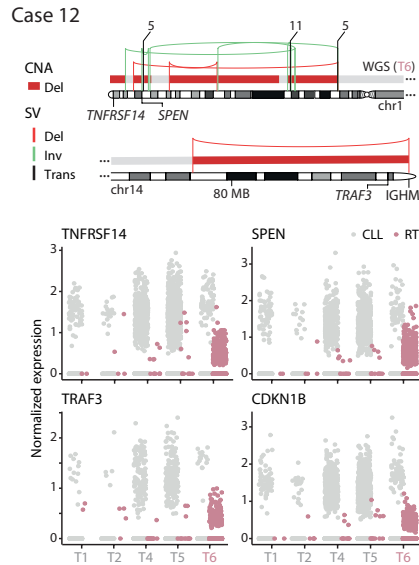 Case 12
5
11
5
CNA
Del
WGS (T6)
chr1
TNFRSF14
SPEN
SV
Del
Inv
Trans
chr14
80 MB
TRAF3
IGHM
TNFRSF14
SPEN
CLL
RT
Normalized expression
3
2
1
0
3
2
1
0
TRAF3
CDKN1B
3
2
1
0
3
2
1
0
T1 T2 T4 T5 T6
T1 T2 T4 T5 T6